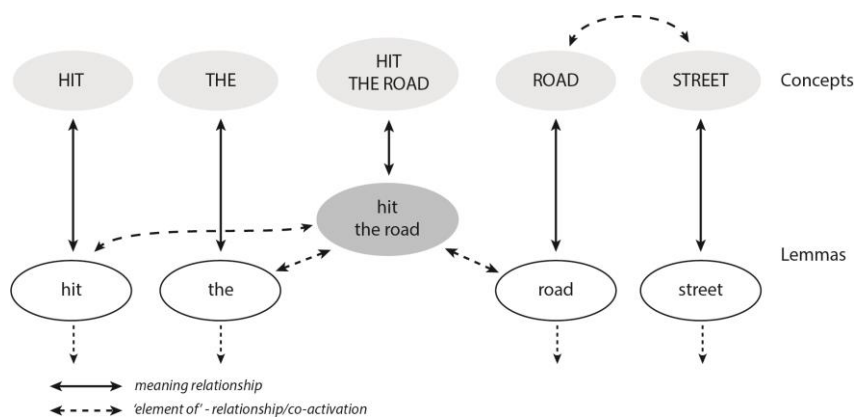 HIT
THE
HIT
THE ROAD
ROAD
STREET
Concepts
hit
the road
Lemmas
hit
the
road
street
meaning relationship
'element of' - relationship/co-activation